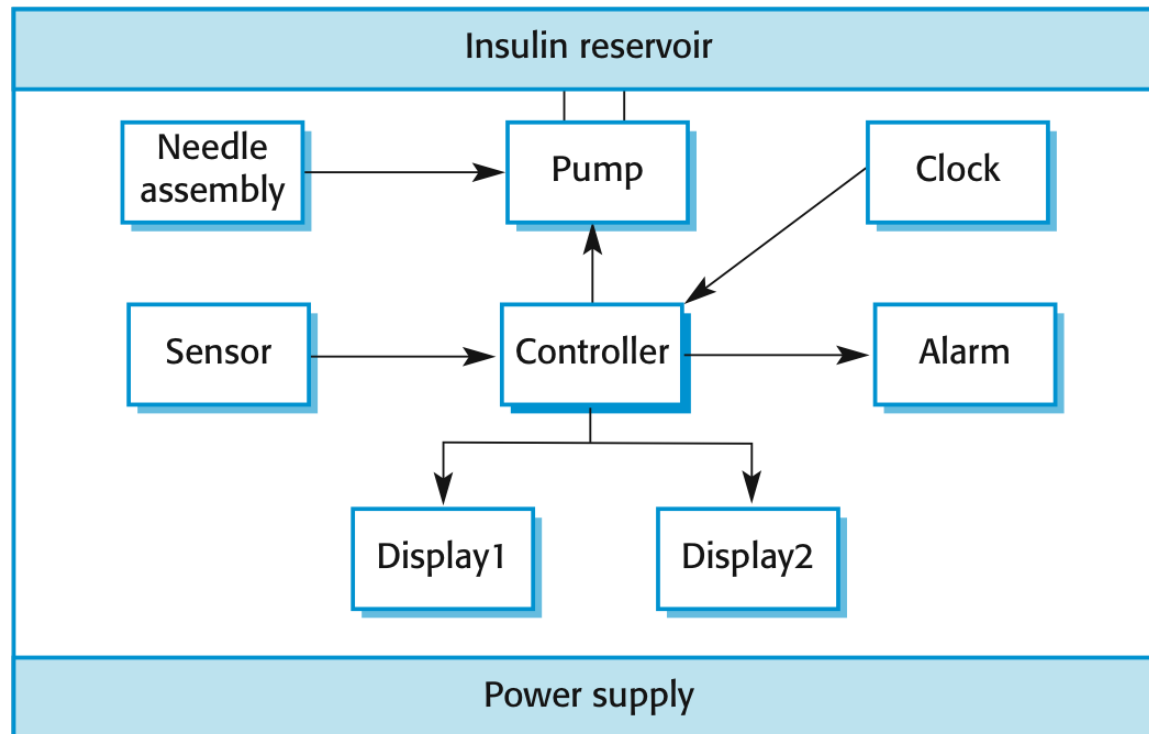 Insulin reservoir
Needle
assembly
Pump
Clock
Sensor
Controller
Alarm
Display1
Display2
Power supply